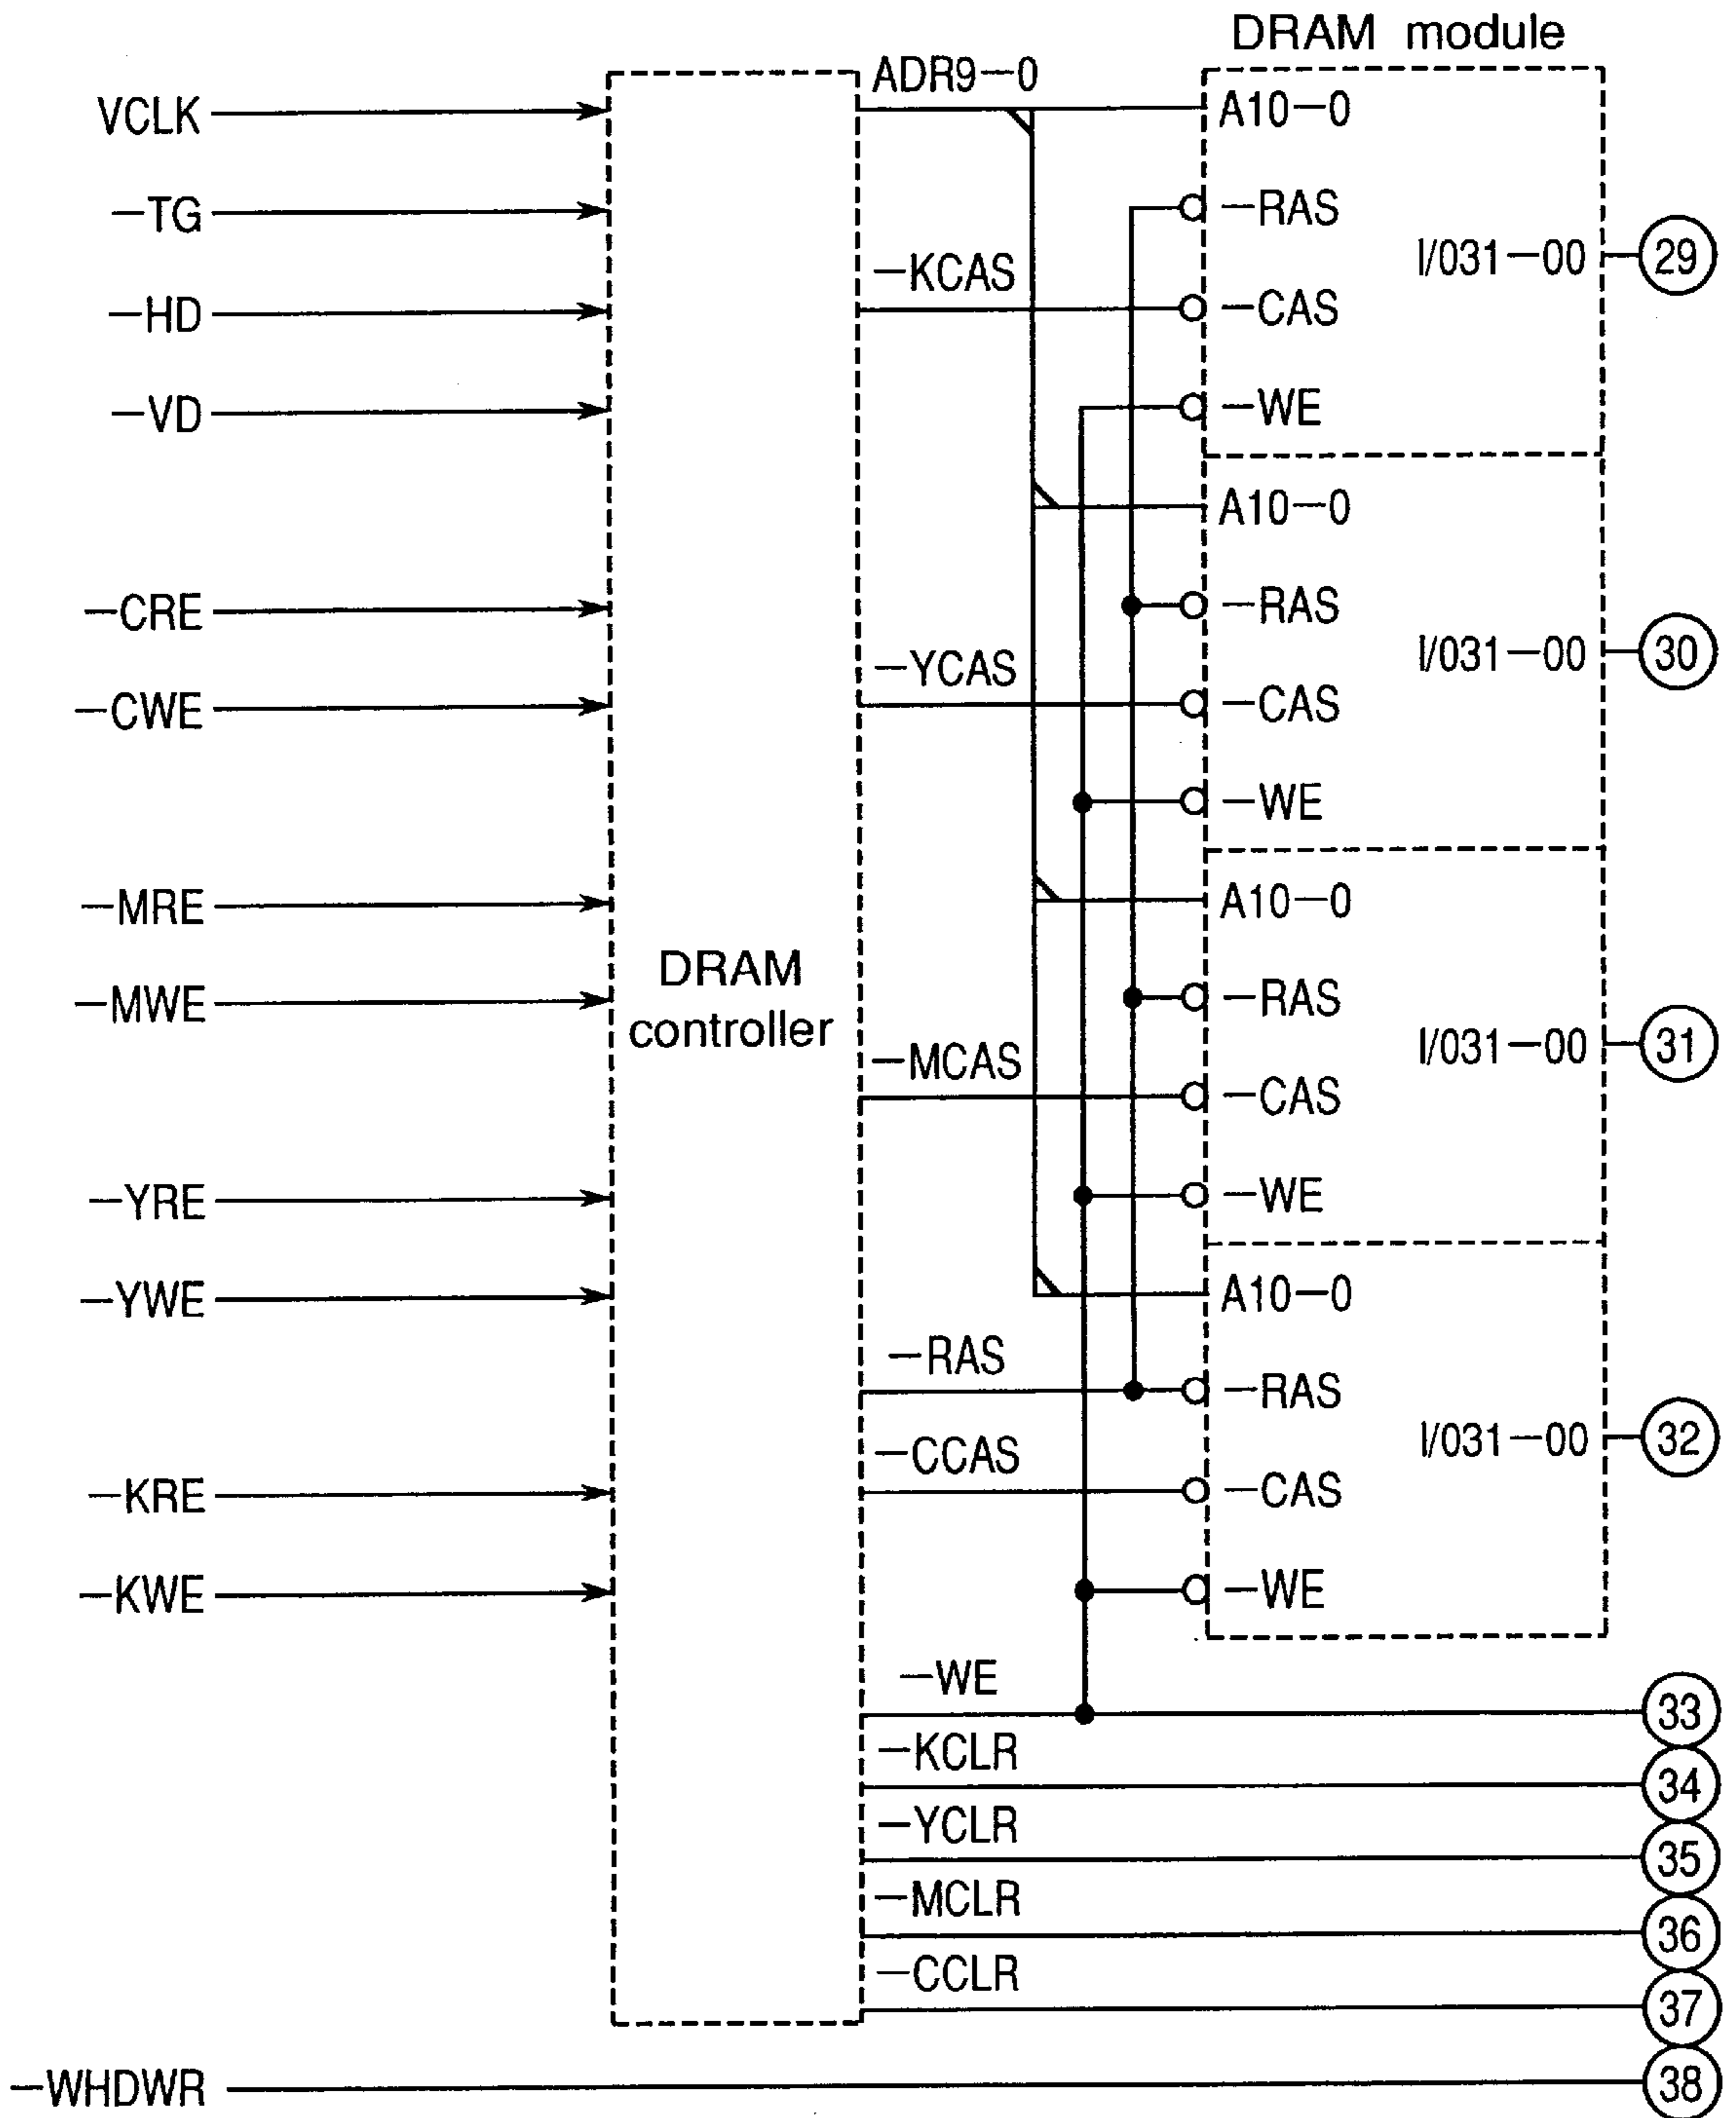 DRAM module
ADR9—0
VCLK
A10—0
—TG
—RAS
I/031—00
29
—KCAS
—HD
—CAS
—VD
—WE
A10—0
—CRE
—RAS
I/031—00
30
—YCAS
—CWE
—CAS
—WE
—MRE
A10—0
DRAM
controller
—MWE
—RAS
I/031—00
31
—MCAS
—CAS
—YRE
—WE
—YWE
A10—0
—RAS
—RAS
I/031—00
32
—CCAS
—KRE
—CAS
—KWE
—WE
—WE
33
—KCLR
34
—YCLR
35
—MCLR
36
—CCLR
37
—WHDWR
38